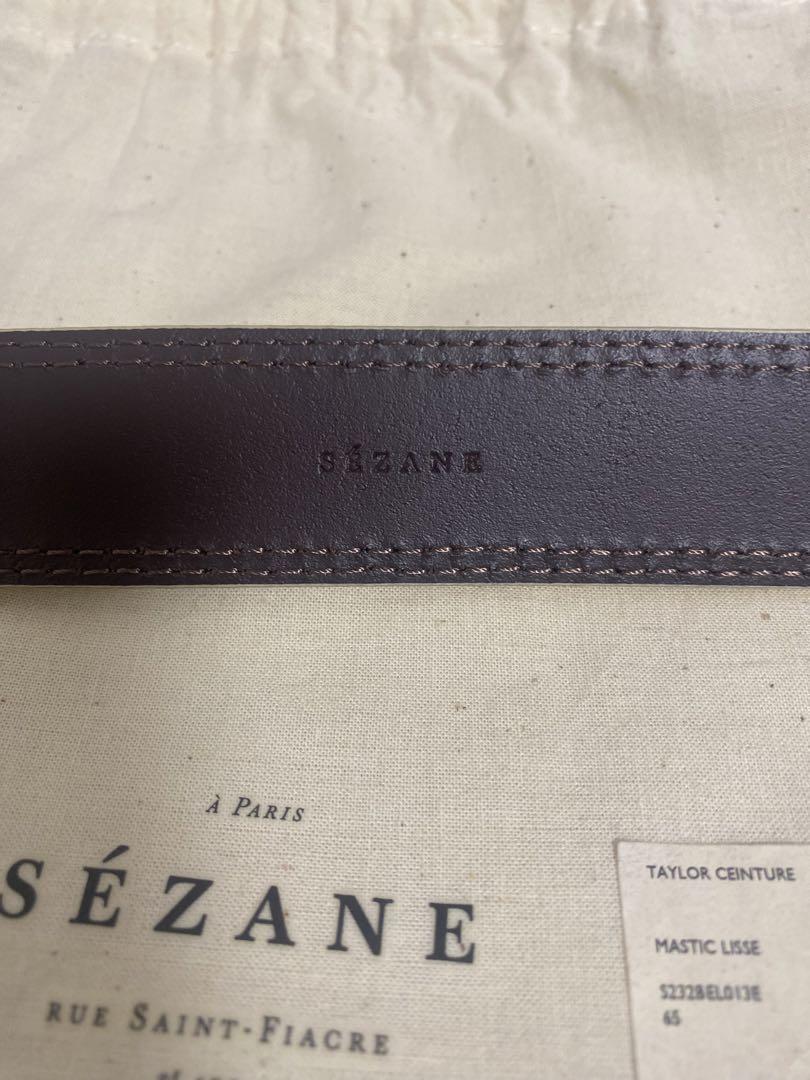 SÉZANE
À PARIS
SÉZANE
RUE SAINT-FIACRE
TAYLOR CEINTURE
MASTIC LISSE
S232BEL013E
65